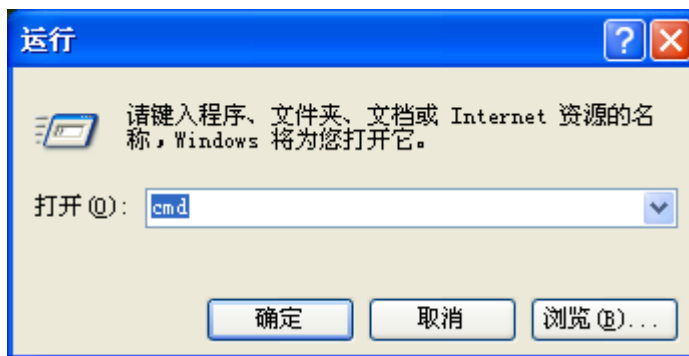 运行
请键入程序、文件夹、文档或 Internet 资源的名
称，Windows 将为您打开它。
打开(O): cmd
确定 取消 浏览(B)...